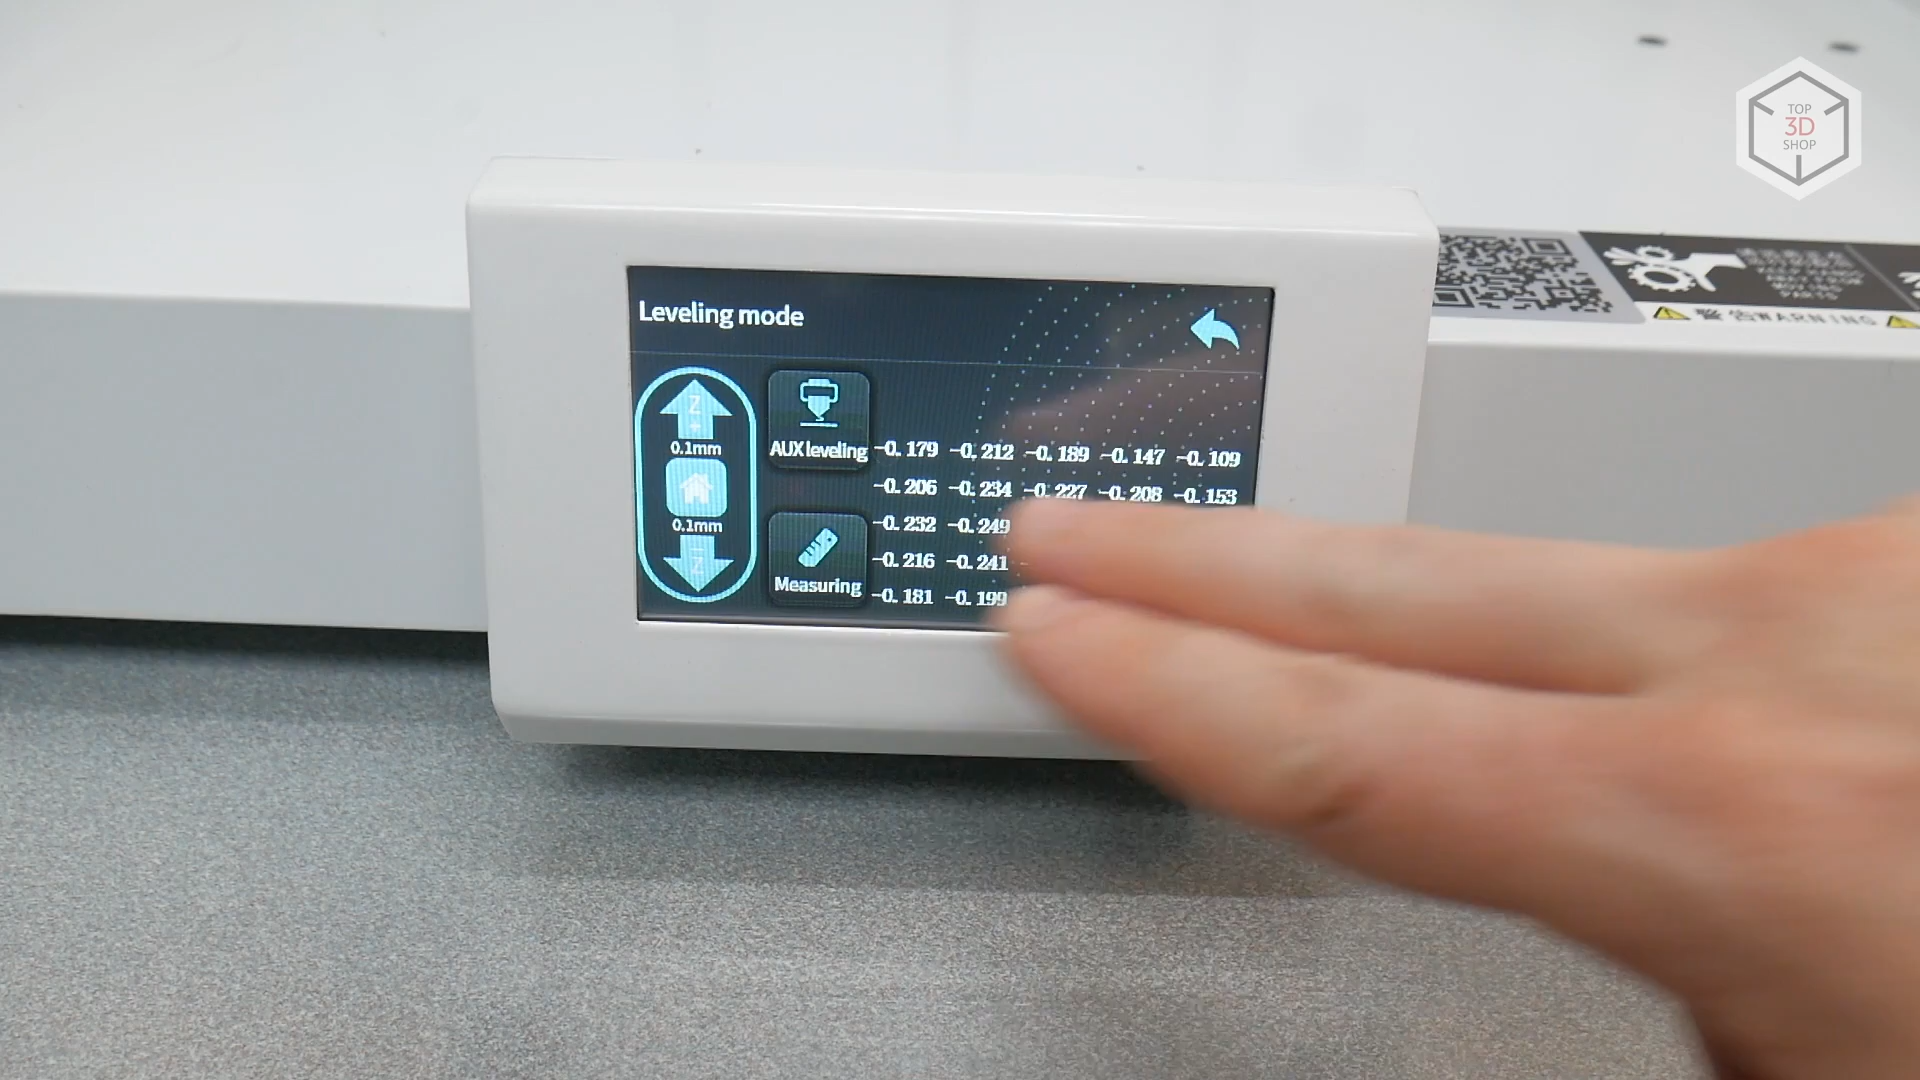 TOP
3D
SHOP
Leveling mode
Z
+
0.1mm
0.1mm
Z
AUX leveling
Measuring
-0.179 -0.212 -0.189 -0.147 -0.109
-0.206 -0.234 -0.227 -0.208 -0.153
-0.232 -0.249
-0.216 -0.241
-0.181 -0.199
WARNING
PARTS